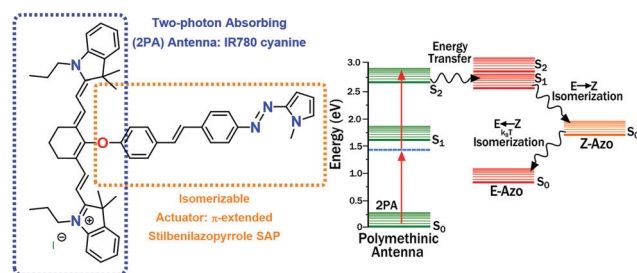 Two-photon Absorbing
(2PA) Antenna: IR780 cyanine
N
O
N
N
N
N
⊕
I
⊖
Isomerizable
Actuator: π-extended
Stilbenilazopyrrole SAP
Energy (eV)
3.0
2.5
2.0
1.5
1.0
0.5
0.0
2PA
S2
S1
S0
Polymethinic
Antenna
Energy
Transfer
S2
S1
E→Z
Isomerization
S0
Z-Azo
E←Z
kBT
Isomerization
S0
E-Azo